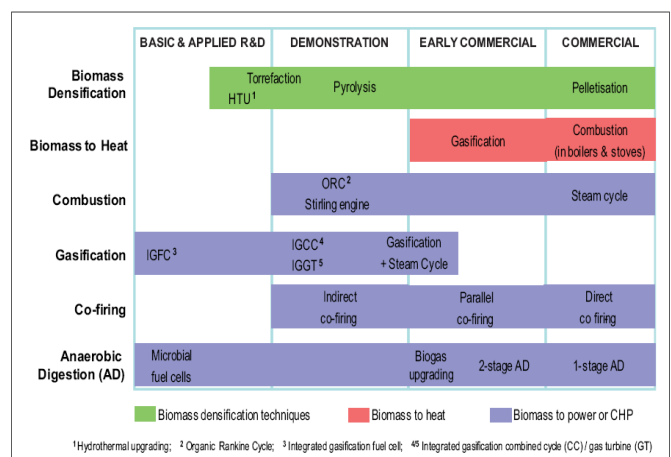 BASIC & APPLIED R&D DEMONSTRATION EARLY COMMERCIAL COMMERCIAL
Biomass
Densification
Torrefaction
HTU1
Pyrolysis
Pelletisation
Biomass to Heat
Gasification
Combustion
(in boilers & stoves)
Combustion
ORC2
Stirling engine
Steam cycle
Gasification
IGFC3
IGCC4
IGGT5
Gasification
+ Steam Cycle
Co-firing
Indirect
co-firing
Parallel
co-firing
Direct
co firing
Anaerobic
Digestion (AD)
Microbial
fuel cells
Biogas
upgrading
2-stage AD
1-stage AD
Biomass densification techniques Biomass to heat Biomass to power or CHP
1 Hydrothermal upgrading; 2 Organic Rankine Cycle; 3 Integrated gasification fuel cell; 4/5 Integrated gasification combined cycle (CC) / gas turbine (GT)